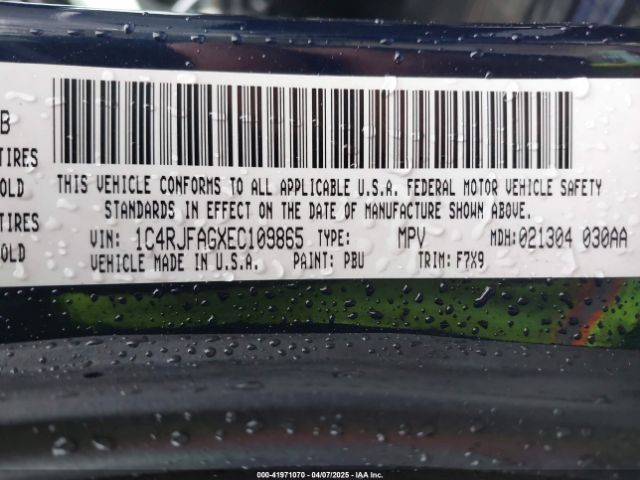 B
TIRES
OLD
TIRES
OLD
THIS VEHICLE CONFORMS TO ALL APPLICABLE U.S.A. FEDERAL MOTOR VEHICLE SAFETY
STANDARDS IN EFFECT ON THE DATE OF MANUFACTURE SHOWN ABOVE.
VIN: 1C4RJFAGXEC109865 TYPE: MPV MDH:021304 030AA
VEHICLE MADE IN U.S.A. PAINT: PBU TRIM: F7X9
000-41971070 | 04/07/2025 - IAA Inc.